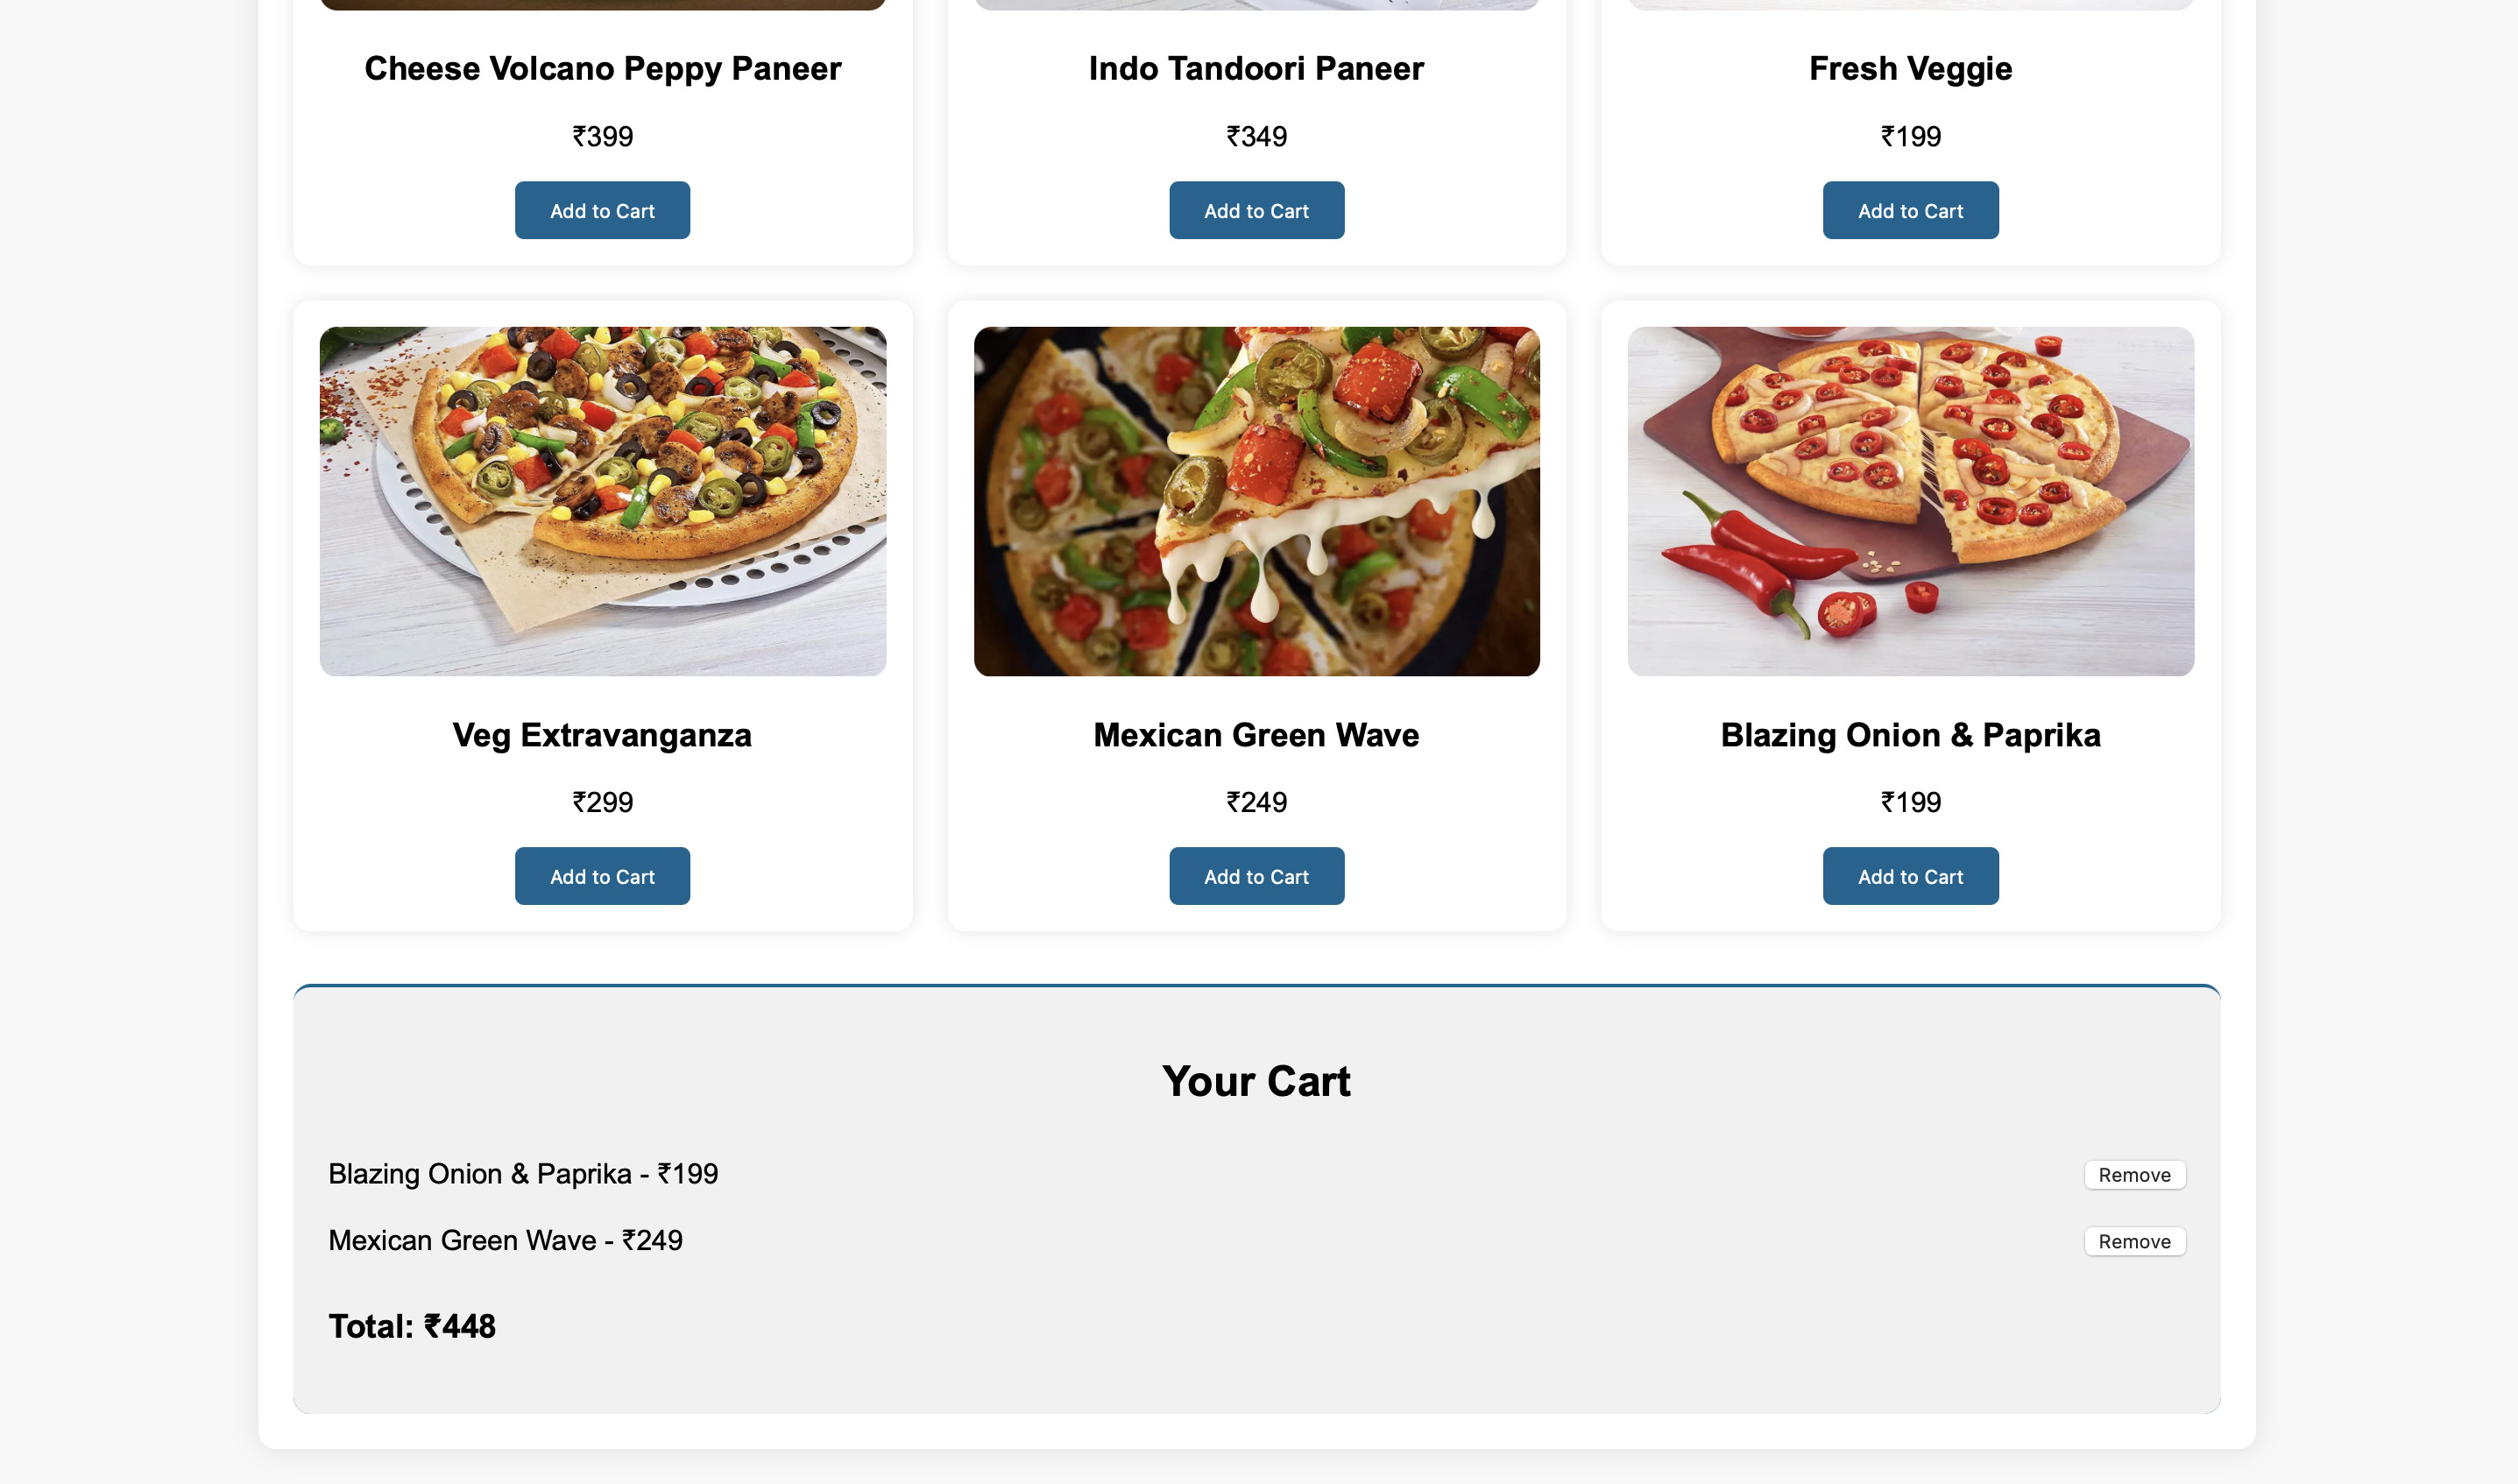 Cheese Volcano Peppy Paneer
₹399
Add to Cart
Indo Tandoori Paneer
₹349
Add to Cart
Fresh Veggie
₹199
Add to Cart
Veg Extravanganza
₹299
Add to Cart
Mexican Green Wave
₹249
Add to Cart
Blazing Onion & Paprika
₹199
Add to Cart
Your Cart
Blazing Onion & Paprika - ₹199
Remove
Mexican Green Wave - ₹249
Remove
Total: ₹448